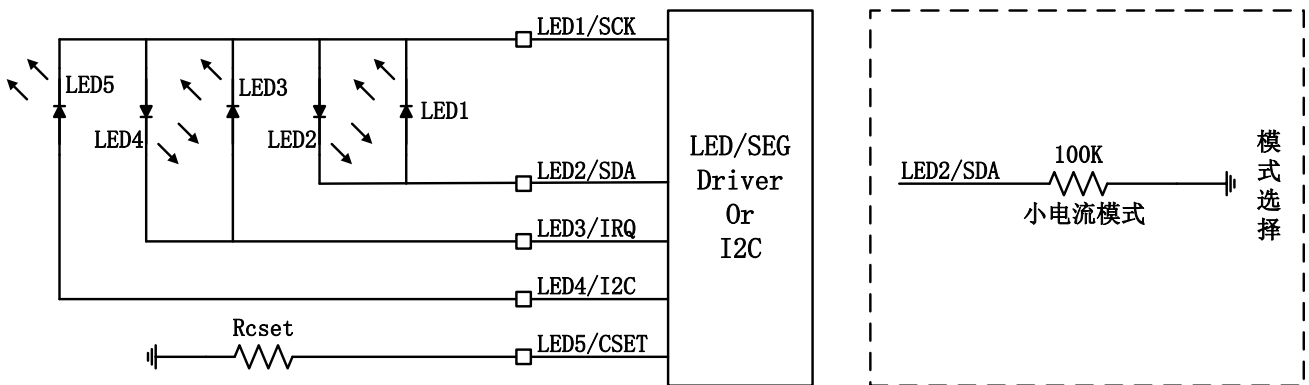 LED1/SCK
LED5
LED3
LED4
LED2
LED1
LED2/SDA
LED3/IRQ
LED4/I2C
Rcset
LED5/CSET
LED/SEG
Driver
Or
I2C
100K
LED2/SDA
小电流模式
模式选择